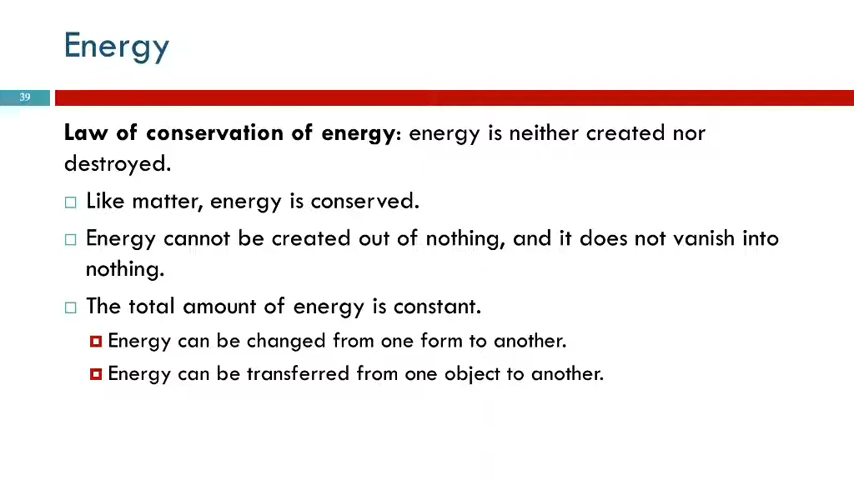 Energy
39
Law of conservation of energy: energy is neither created nor
destroyed.
Like matter, energy is conserved.
Energy cannot be created out of nothing, and it does not vanish into
nothing.
The total amount of energy is constant.
Energy can be changed from one form to another.
Energy can be transferred from one object to another.